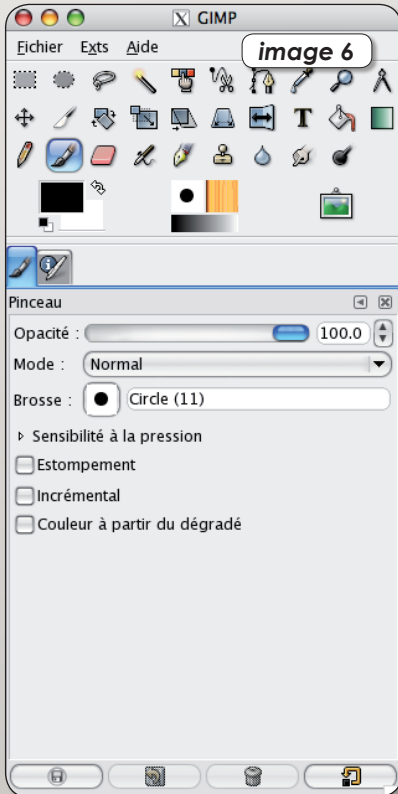 GIMP
Fichier Exts Aide
image 6
Pinceau
Opacité : 100.0
Mode : Normal
Brosse : Circle (11)
Sensibilité à la pression
Estompement
Incrémental
Couleur à partir du dégradé